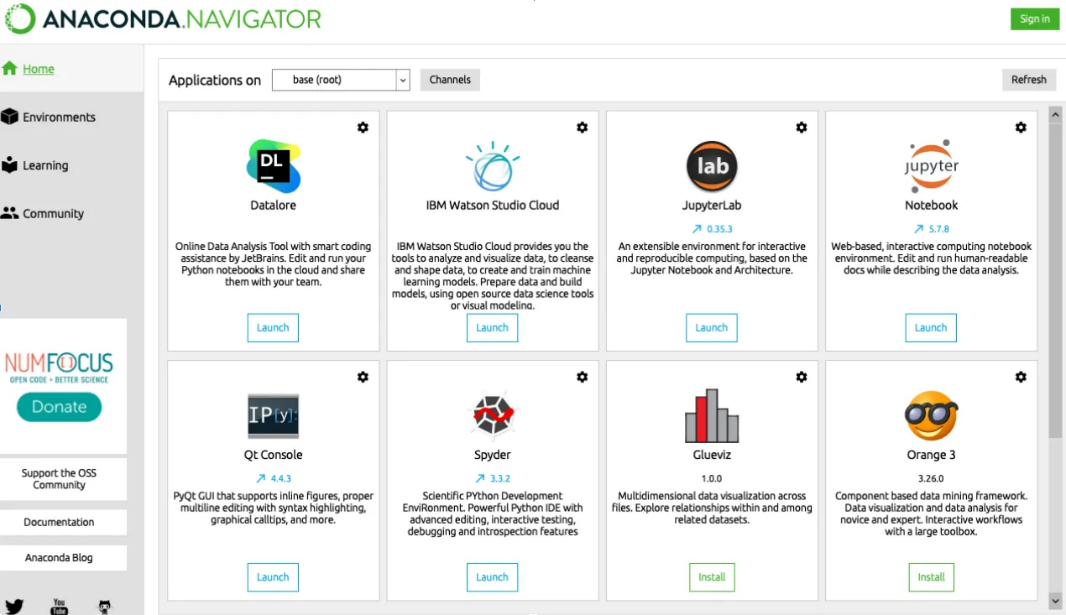 ANACONDA.NAVIGATOR
Sign in
Home
Environments
Learning
Community
NUMFOCUS
OPEN CODE = BETTER SCIENCE
Donate
Support the OSS
Community
Documentation
Anaconda Blog
You
Tube
Applications on
base (root)
Channels
Refresh
DL
Datalore
Online Data Analysis Tool with smart coding
assistance by JetBrains. Edit and run your
Python notebooks in the cloud and share
them with your team.
Launch
IBM Watson Studio Cloud
IBM Watson Studio Cloud provides you the
tools to analyze and visualize data, to cleanse
and shape data, to create and train machine
learning models. Prepare data and build
models, using open source data science tools
or visual modeling.
Launch
lab
JupyterLab
0.35.3
An extensible environment for interactive
and reproducible computing, based on the
Jupyter Notebook and Architecture.
Launch
jupyter
Notebook
5.7.8
Web-based, interactive computing notebook
environment. Edit and run human-readable
docs while describing the data analysis.
Launch
IP[y]:
Qt Console
4.4.3
PyQt GUI that supports inline figures, proper
multiline editing with syntax highlighting,
graphical calltips, and more.
Launch
Spyder
3.3.2
Scientific PYthon Development
EnviRonment. Powerful Python IDE with
advanced editing, interactive testing,
debugging and introspection features
Launch
Glueviz
1.0.0
Multidimensional data visualization across
files. Explore relationships within and among
related datasets.
Install
Orange 3
3.26.0
Component based data mining framework.
Data visualization and data analysis for
novice and expert. Interactive workflows
with a large toolbox.
Install